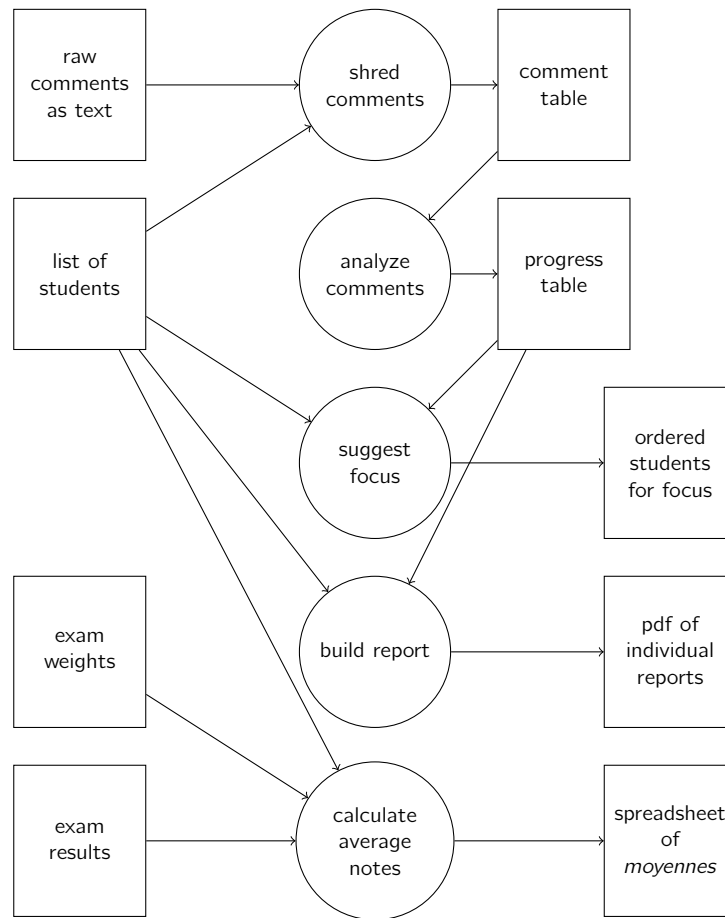 raw
comments
as text
shred
comments
comment
table
list of
students
analyze
comments
progress
table
suggest
focus
ordered
students
for focus
exam
weights
build report
pdf of
individual
reports
exam
results
calculate
average
notes
spreadsheet
of
moyennes